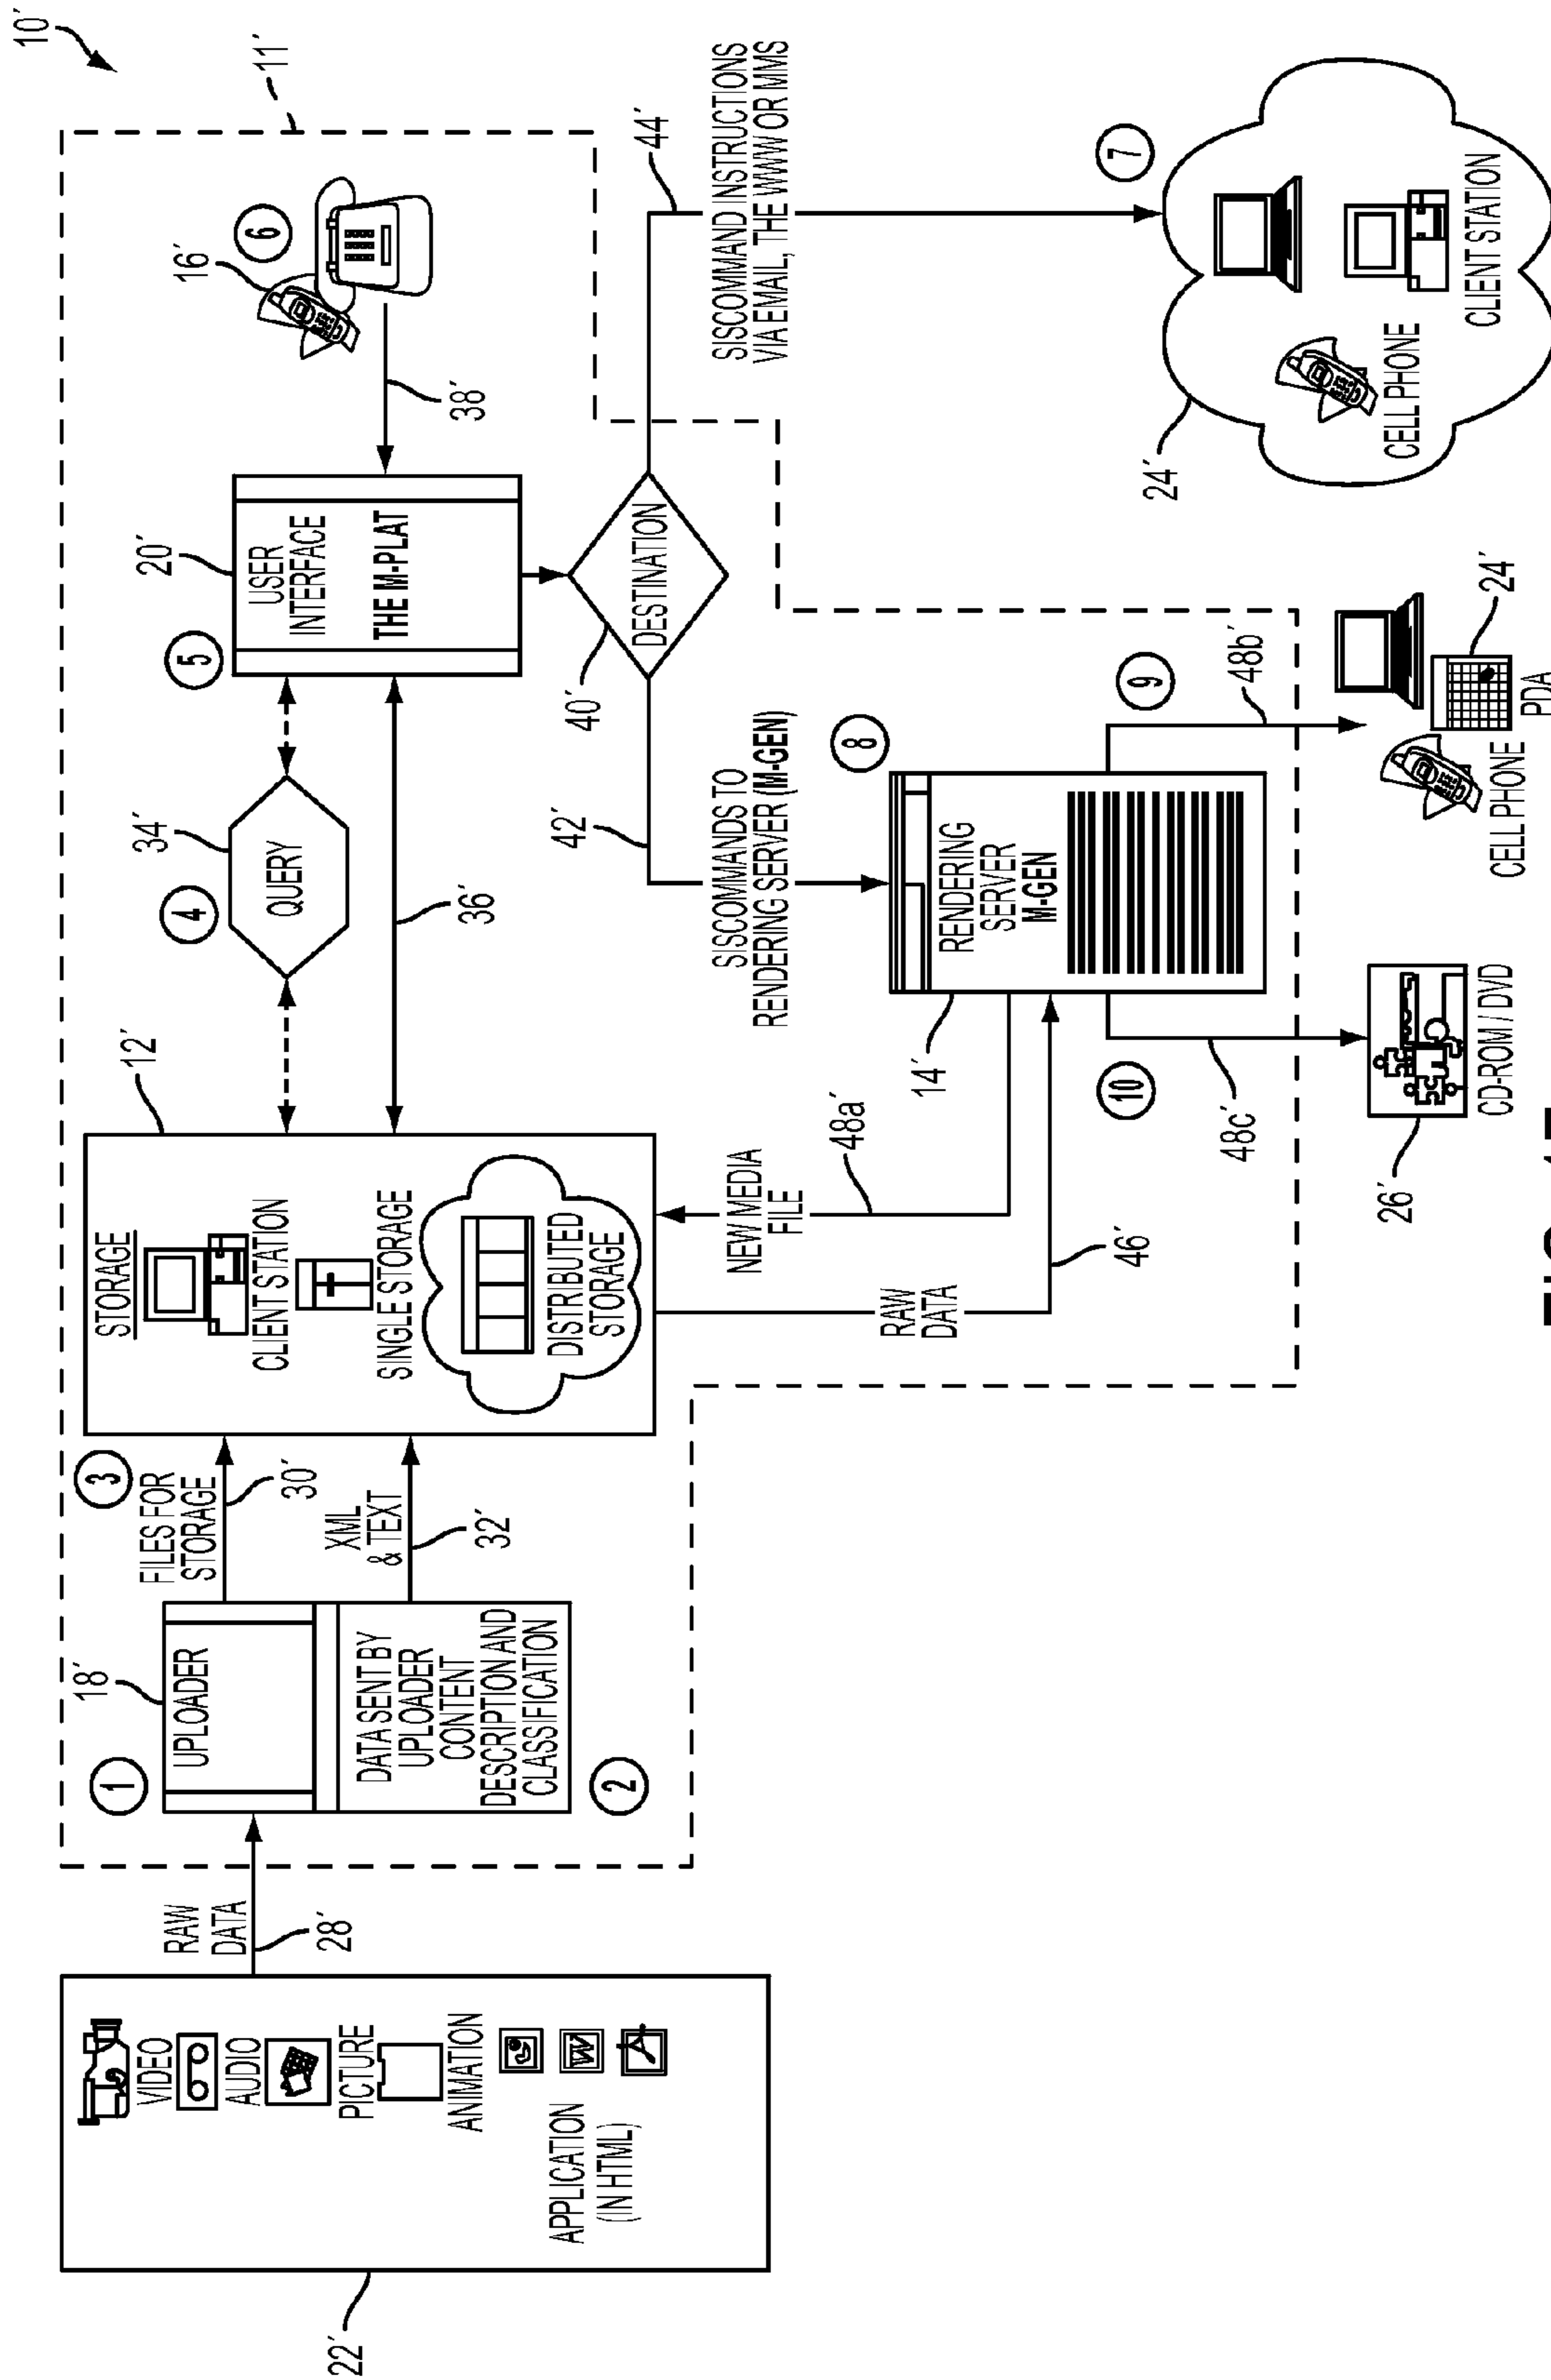 10′
11′
22′
VIDEO
AUDIO
PICTURE
ANIMATION
APPLICATION
(IN HTML)
W
RAW
DATA
28′
1
18′
UPLOADER
DATA SENT BY
UPLOADER
CONTENT
DESCRIPTION AND
CLASSIFICATION
2
3
FILES FOR
STORAGE
30′
XML
& TEXT
32′
12′
STORAGE
CLIENT STATION
SINGLE STORAGE
DISTRIBUTED
STORAGE
4
34′
QUERY
36′
5
20′
USER
INTERFACE
THE M-PLAT
16′
6
38′
DESTINATION
40′
42′
44′
SISCOMMAND INSTRUCTIONS
VIA EMAIL, THE WWW OR MMS
SISCOMMANDS TO
RENDERING SERVER (M-GEN)
NEW MEDIA
FILE
48a′
RAW
DATA
46′
14′
8
RENDERING
SERVER
M-GEN
9
48b′
10
48c′
26′
CD-ROM / DVD
CELL PHONE
PDA
24′
7
24′
CELL PHONE
CLIENT STATION